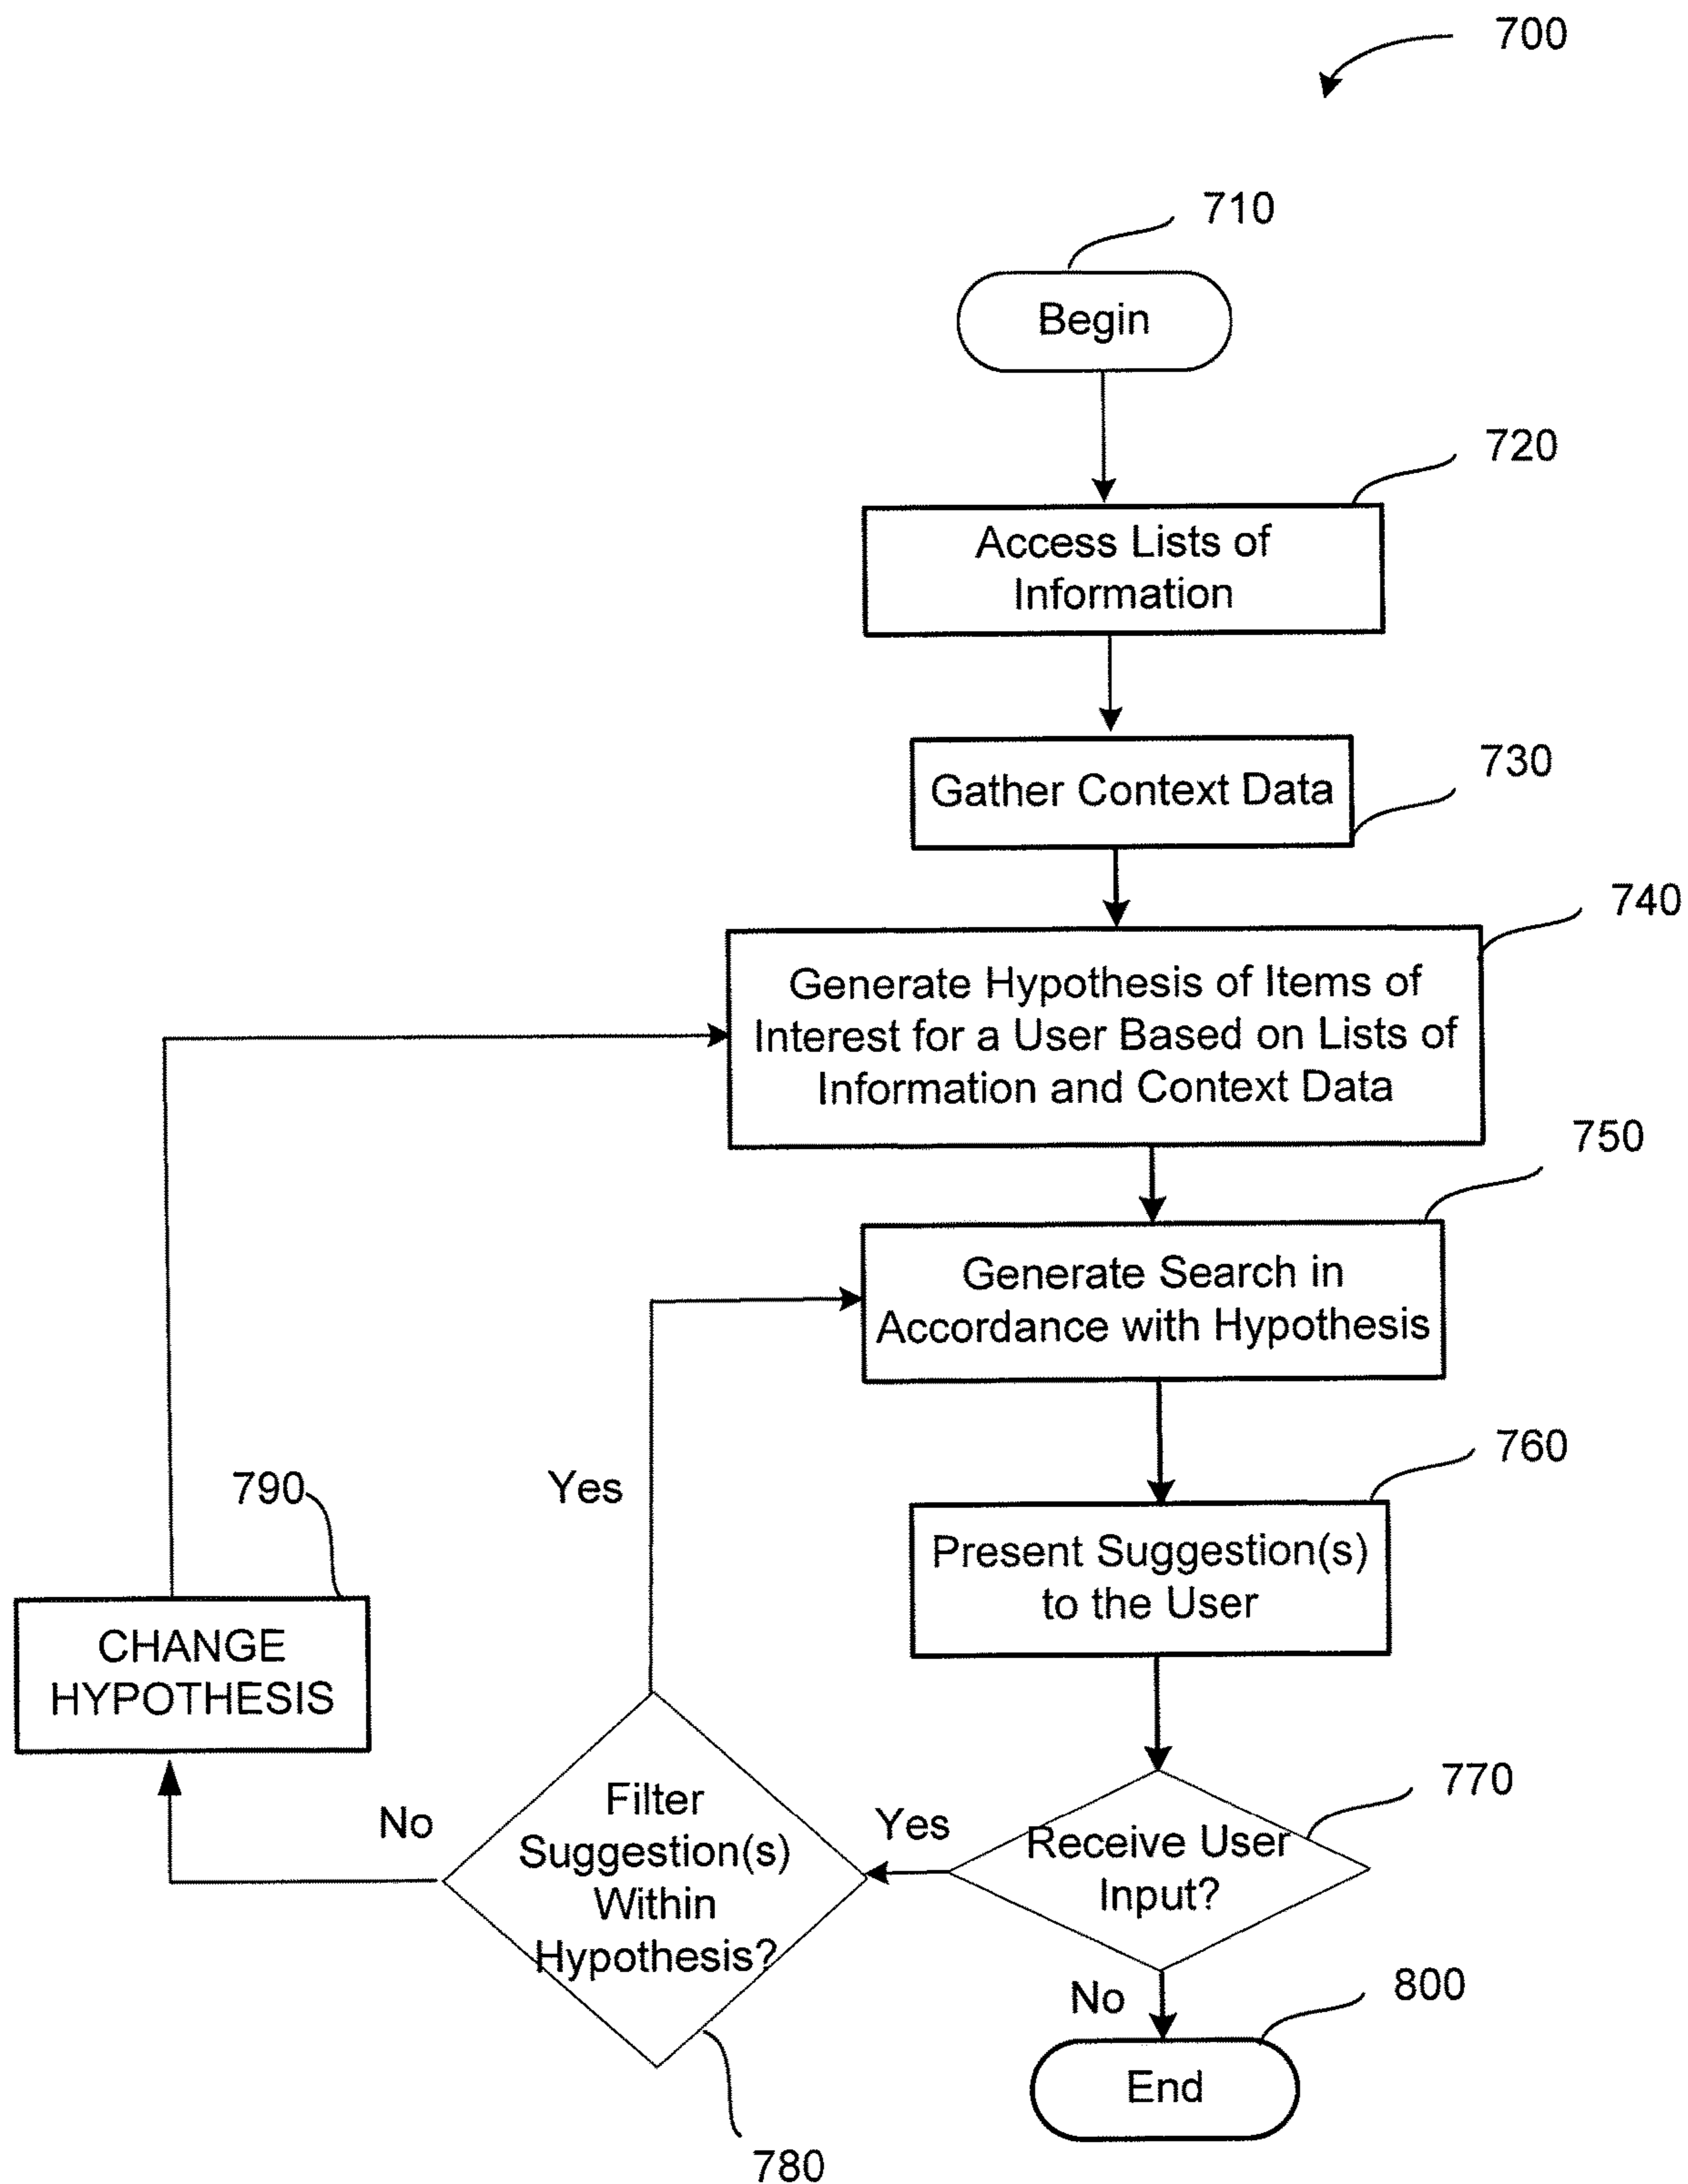 700
710
Begin
720
Access Lists of
Information
730
Gather Context Data
740
Generate Hypothesis of Items of
Interest for a User Based on Lists of
Information and Context Data
750
Generate Search in
Accordance with Hypothesis
760
Present Suggestion(s)
to the User
Yes
790
CHANGE
HYPOTHESIS
770
Receive User
Input?
Yes
No
Filter
Suggestion(s)
Within
Hypothesis?
780
No
800
End